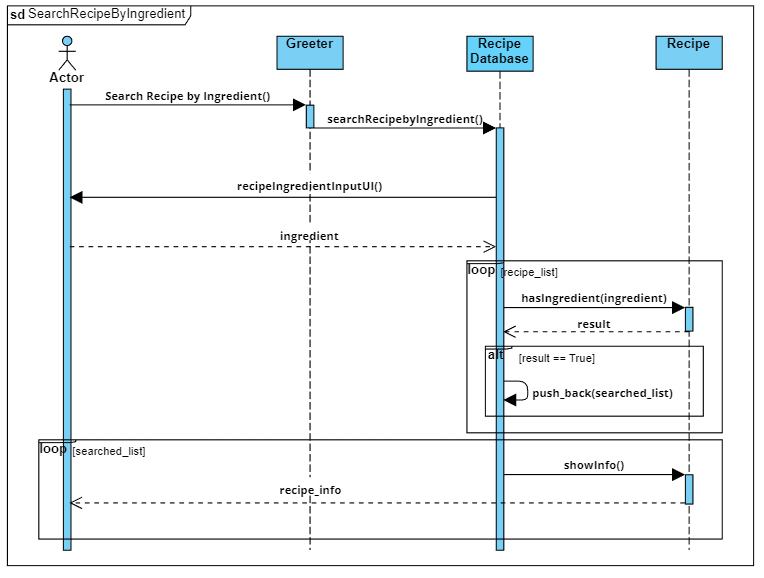 sd SearchRecipeByIngredient
Actor
Greeter
Recipe
Database
Recipe
Search Recipe by Ingredient()
searchRecipebyIngredient()
recipeIngredientInputUI()
ingredient
loop [recipe_list]
hasIngredient(ingredient)
result
alt [result == True]
push_back(searched_list)
loop [searched_list]
showInfo()
recipe_info